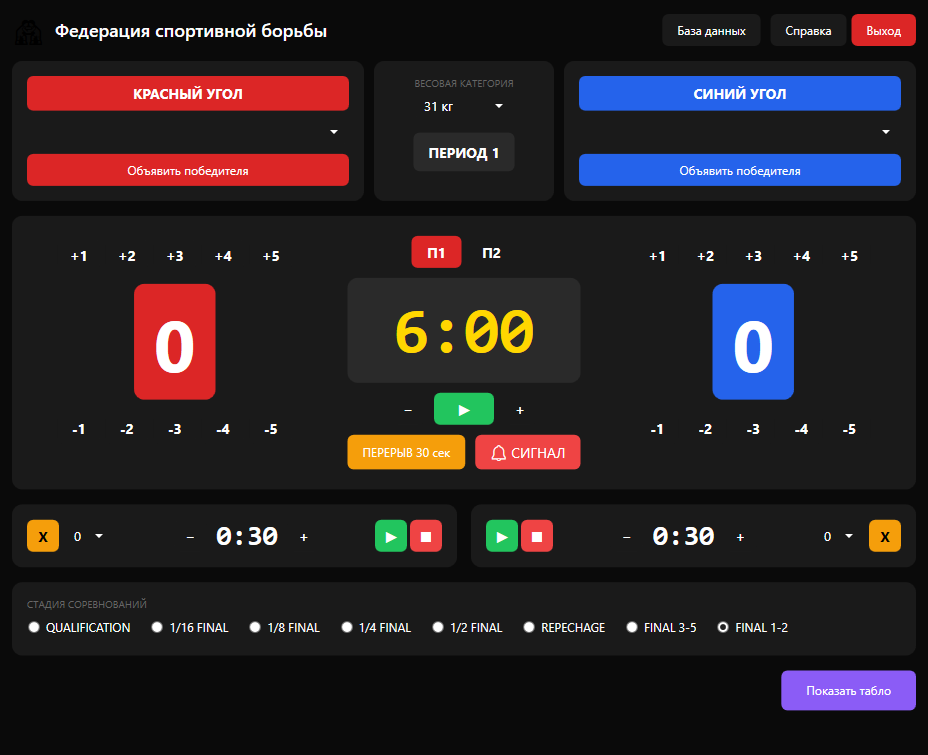 Федерация спортивной борьбы
База данных
Справка
Выход
КРАСНЫЙ УГОЛ
Объявить победителя
ВЕСОВАЯ КАТЕГОРИЯ
31 кг
ПЕРИОД 1
СИНИЙ УГОЛ
Объявить победителя
+1 +2 +3 +4 +5
0
-1 -2 -3 -4 -5
П1 П2
6:00
– +
ПЕРЕРЫВ 30 сек
СИГНАЛ
+1 +2 +3 +4 +5
0
-1 -2 -3 -4 -5
X 0 – 0:30 +
– 0:30 + 0 X
СТАДИЯ СОРЕВНОВАНИЙ
QUALIFICATION 1/16 FINAL 1/8 FINAL 1/4 FINAL 1/2 FINAL REPECHAGE FINAL 3-5 FINAL 1-2
Показать табло